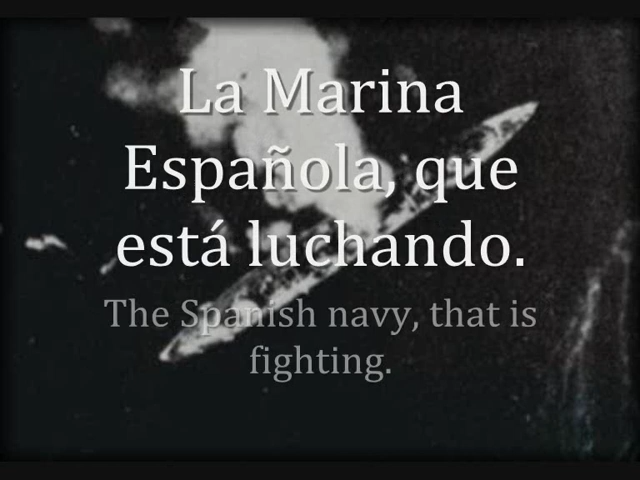 La Marina
Española, que
está luchando.
The Spanish navy, that is
fighting.